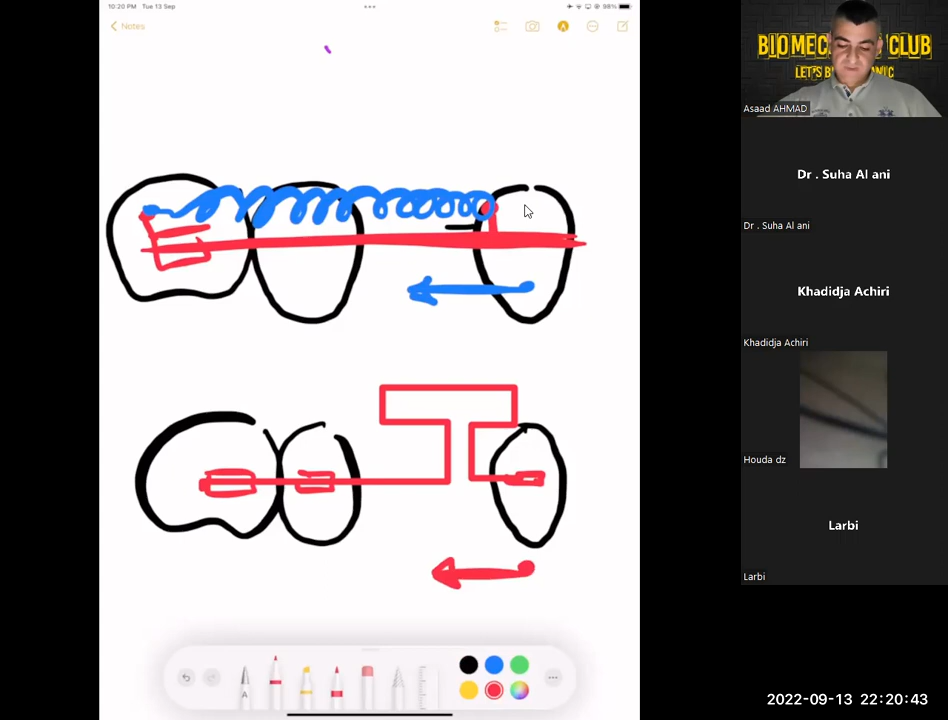 10:20 PM Tue 13 Sep
98%
Notes
A
BIOMEC
CLUB
LET'S B
NIC
Asaad AHMAD
Dr . Suha Al ani
Dr . Suha Al ani
Khadidja Achiri
Khadidja Achiri
Houda dz
Larbi
Larbi
2022-09-13 22:20:43